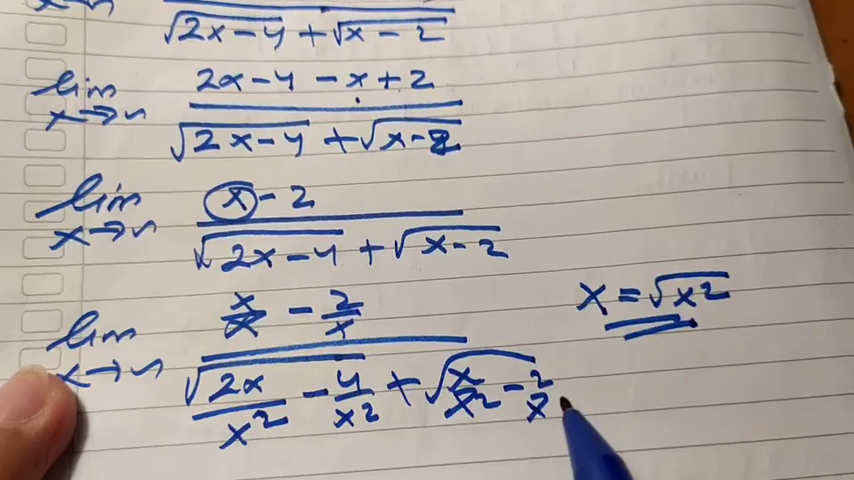 x→∞
√2x-4 + √x-2
lim x→∞ 2x-4 -x+2
√2x-4 + √x-2
lim x→∞ x-2
√2x-4 + √x-2
lim x→∞ x/x - 2/x
x = √x²
√2x/x² - 4/x² + √x/x² - 2/x